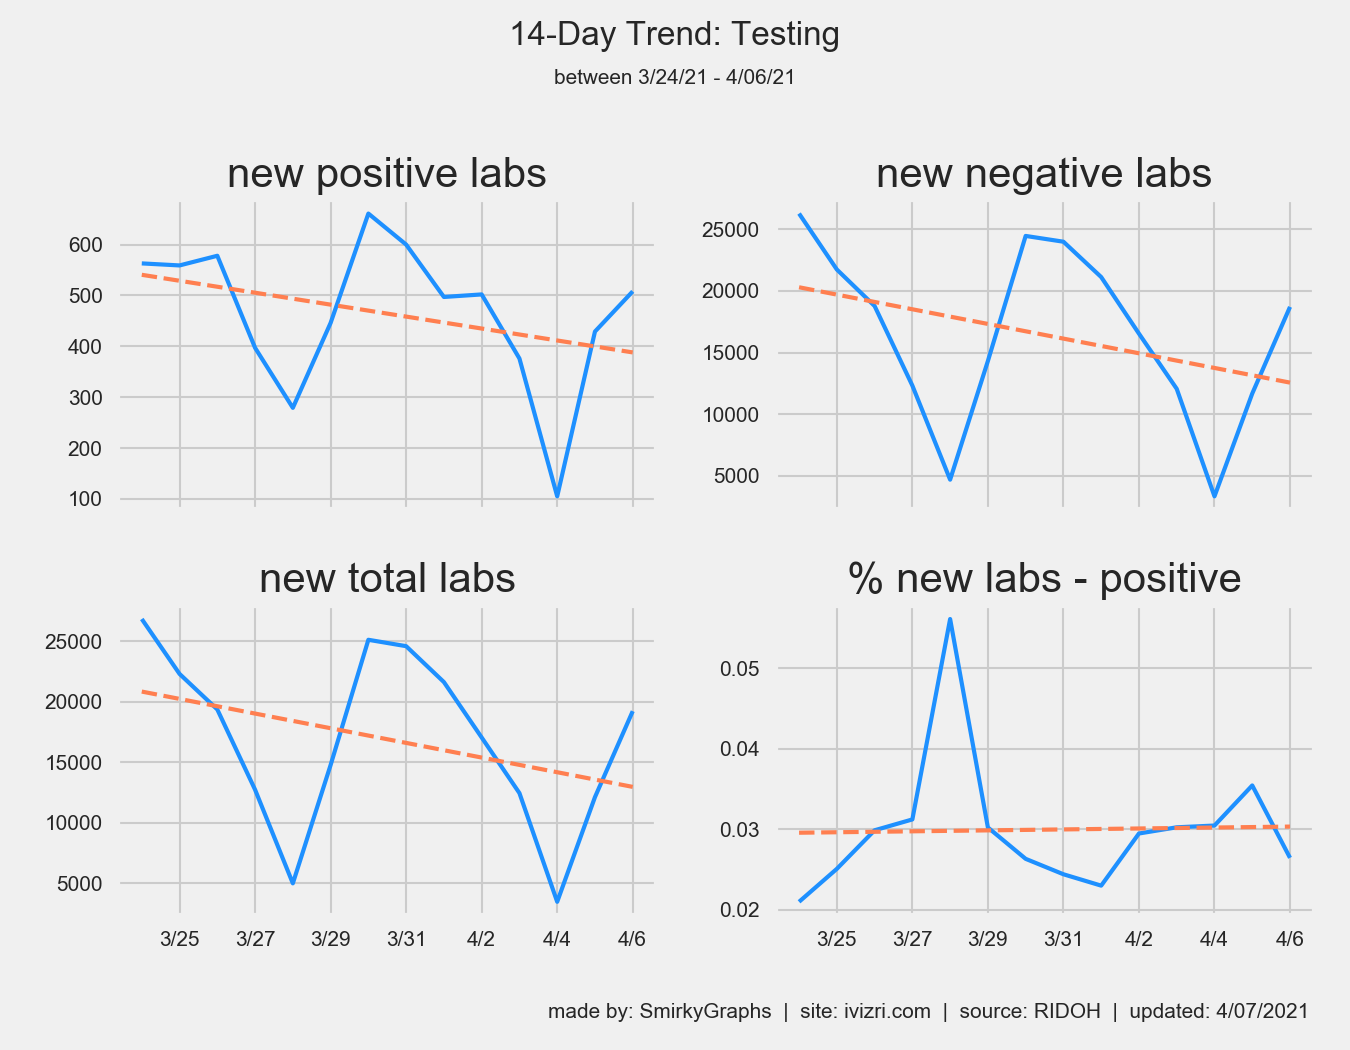 14-Day Trend: Testing
between 3/24/21 - 4/06/21
new positive labs
600
500
400
300
200
100
new negative labs
25000
20000
15000
10000
5000
new total labs
25000
20000
15000
10000
5000
3/25 3/27 3/29 3/31 4/2 4/4 4/6
% new labs - positive
0.05
0.04
0.03
0.02
3/25 3/27 3/29 3/31 4/2 4/4 4/6
made by: SmirkyGraphs | site: ivizri.com | source: RIDOH | updated: 4/07/2021